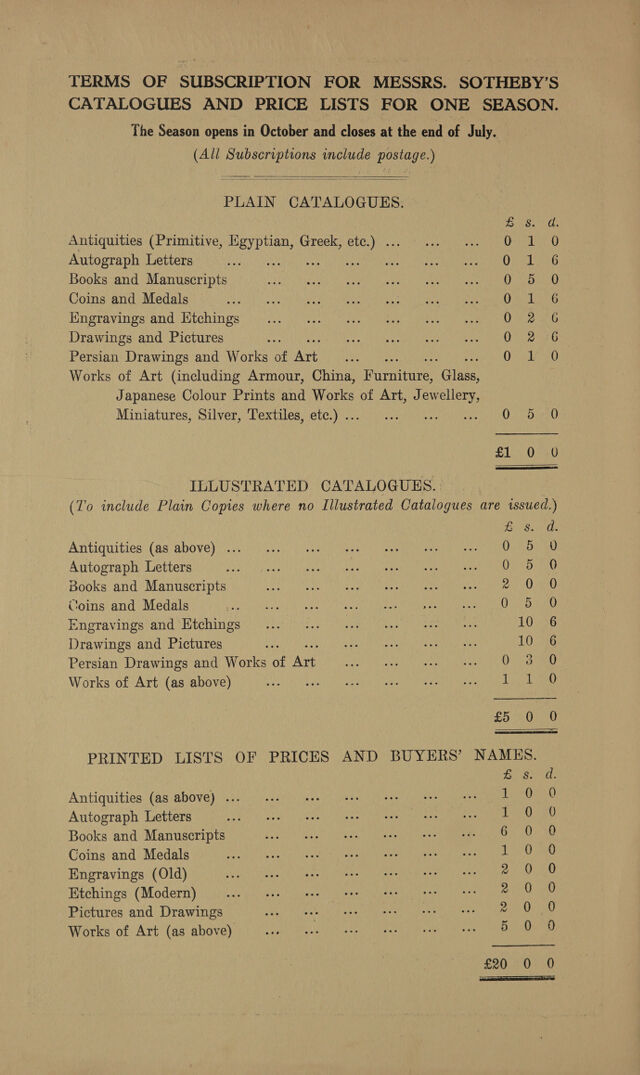 TERMS OF SUBSCRIPTION FOR MESSRS. SOTHEBY'S
CATALOGUES AND PRICE LISTS FOR ONE SEASON.
The Season opens in October and closes at the end of July.
(All Subscriptions include postage.)
PLAIN CATALOGUES.
£ s. d.
Antiquities (Primitive, Egyptian, Greek, etc.) ... ... ... 0 1 0
Autograph Letters ... ... ... ... ... ... ... 0 1 6
Books and Manuscripts ... ... ... ... ... ... 0 5 0
Coins and Medals ... ... ... ... ... ... ... 0 1 6
Engravings and Etchings ... ... ... ... ... ... 0 2 6
Drawings and Pictures ... ... ... ... ... ... 0 2 6
Persian Drawings and Works of Art ... ... ... ... 0 1 0
Works of Art (including Armour, China, Furniture, Glass,
Japanese Colour Prints and Works of Art, Jewellery,
Miniatures, Silver, Textiles, etc.) ... ... ... ... 0 5 0
£1 0 0
ILLUSTRATED CATALOGUES.
(To include Plain Copies where no Illustrated Catalogues are issued.)
£ s. d.
Antiquities (as above) ... ... ... ... ... ... ... 0 5 0
Autograph Letters ... ... ... ... ... ... ... 0 5 0
Books and Manuscripts ... ... ... ... ... ... 2 0 0
Coins and Medals ... ... ... ... ... ... ... 0 5 0
Engravings and Etchings ... ... ... ... ... ... 10 6
Drawings and Pictures ... ... ... ... ... ... 10 6
Persian Drawings and Works of Art ... ... ... ... 0 3 0
Works of Art (as above) ... ... ... ... ... ... 1 1 0
£5 0 0
PRINTED LISTS OF PRICES AND BUYERS' NAMES.
£ s. d.
Antiquities (as above) ... ... ... ... ... ... ... 1 0 0
Autograph Letters ... ... ... ... ... ... ... 1 0 0
Books and Manuscripts ... ... ... ... ... ... 6 0 0
Coins and Medals ... ... ... ... ... ... ... 1 0 0
Engravings (Old) ... ... ... ... ... ... ... 2 0 0
Etchings (Modern) ... ... ... ... ... ... ... 2 0 0
Pictures and Drawings ... ... ... ... ... ... 2 0 0
Works of Art (as above) ... ... ... ... ... ... 5 0 0
£20 0 0